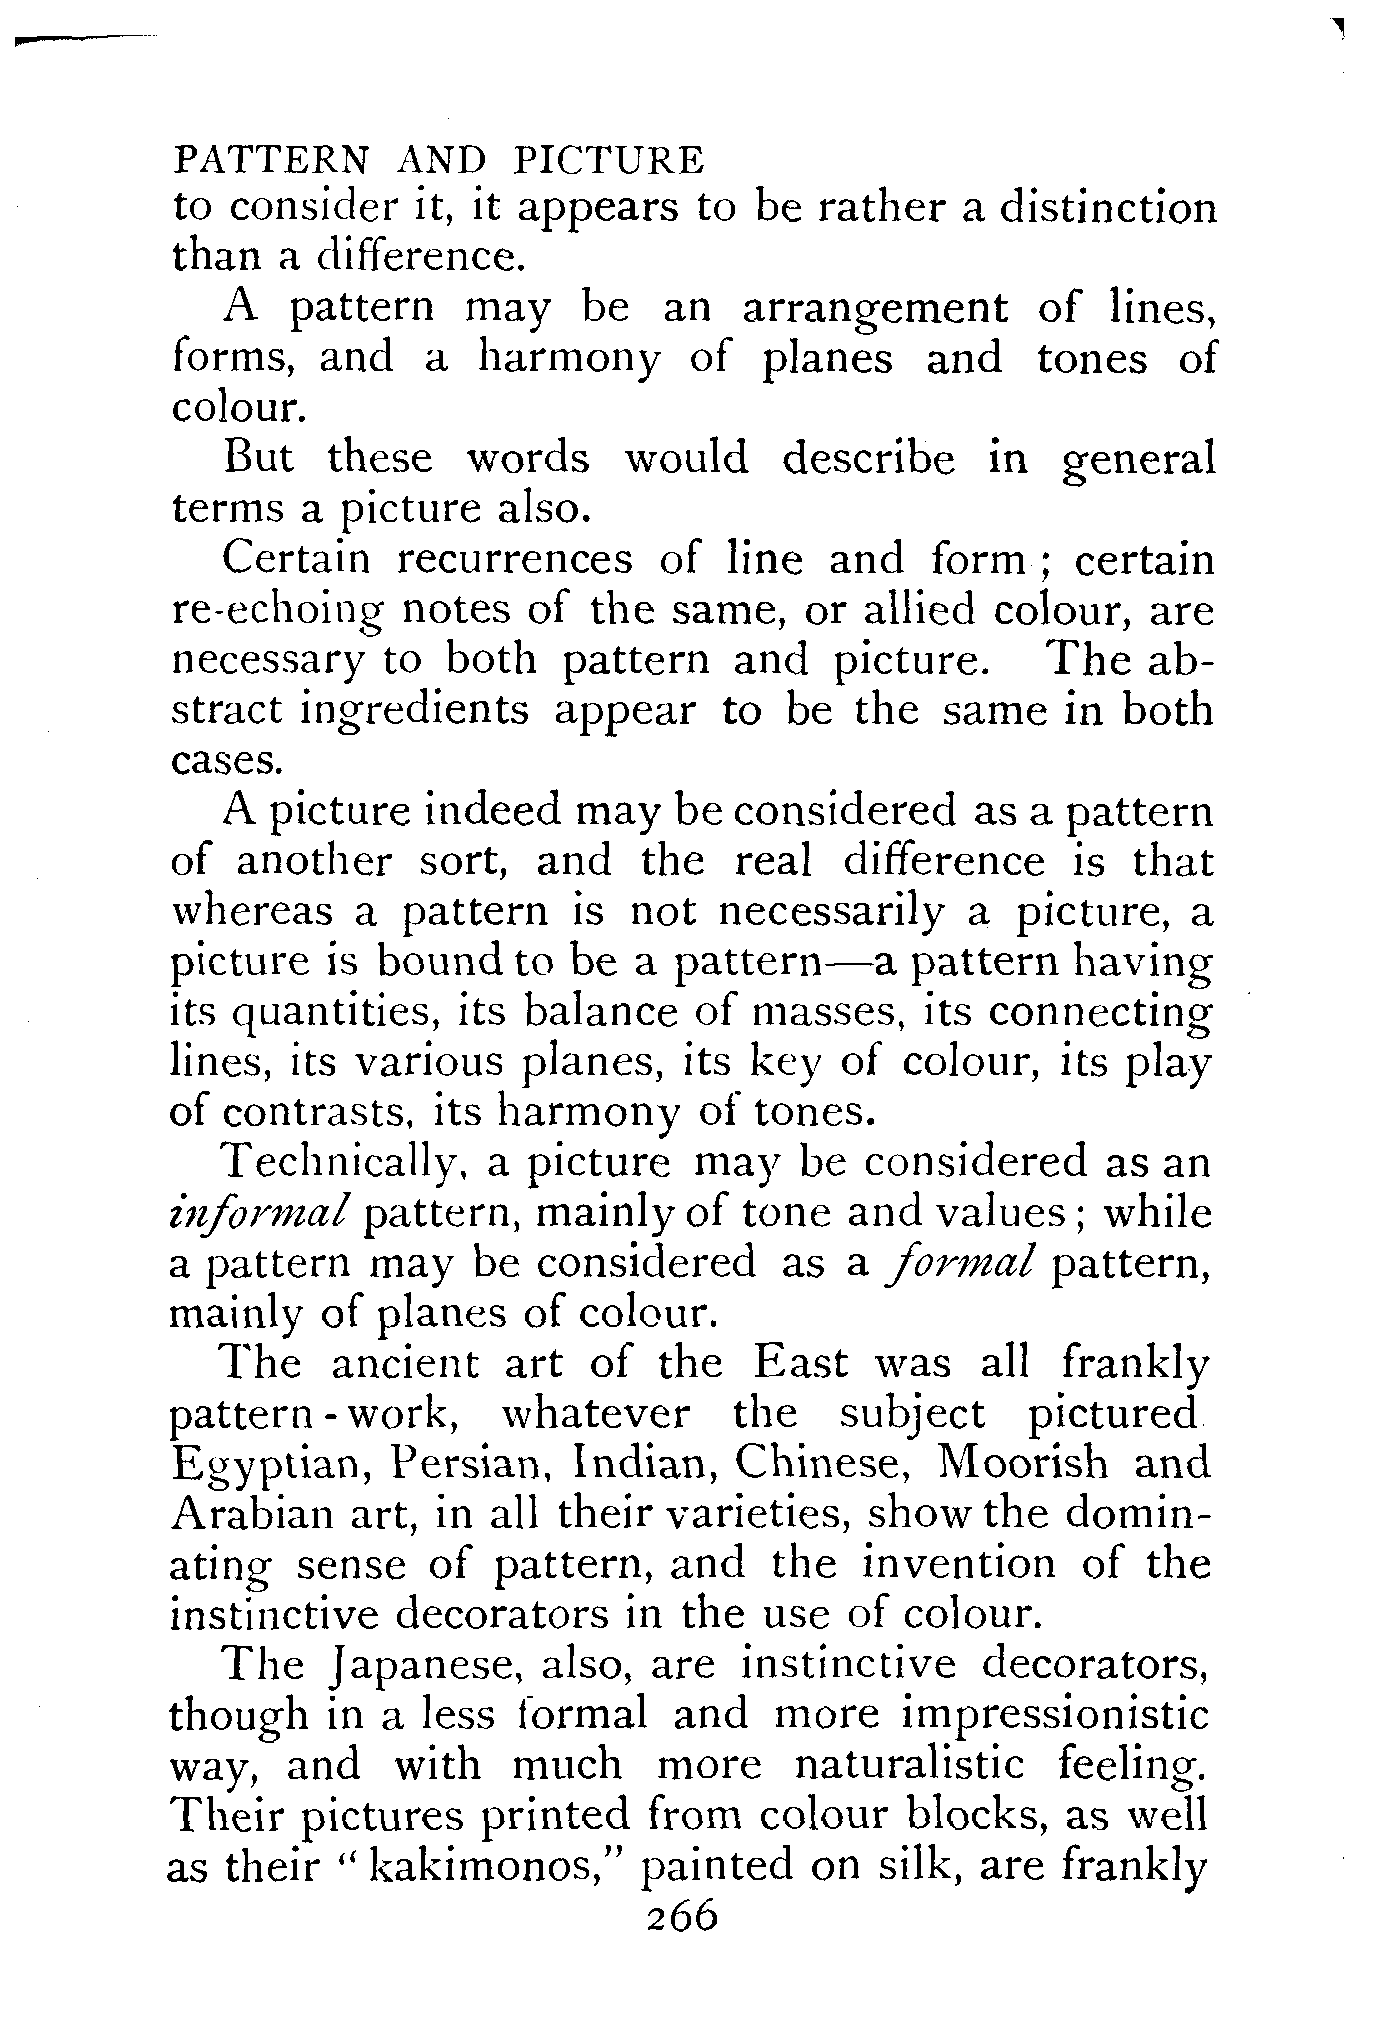 PATTERN AND PICTURE
to consider it, it appears to be rather a distinction
than a difference.
A pattern may be an arrangement of lines,
forms, and a harmony of planes and tones of
colour.
But these words would describe in general
terms a picture also.
Certain recurrences of line and form ; certain
re-echoing notes of the same, or allied colour, are
necessary to both pattern and picture. The ab-
stract ingredients appear to be the same in both
cases.
A picture indeed may be considered as a pattern
of another sort, and the real difference is that
whereas a pattern is not necessarily a picture, a
picture is bound to be a pattern—a pattern having
its quantities, its balance of masses, its connecting
lines, its various planes, its key of colour, its play
of contrasts, its harmony of tones.
Technically, a picture may be considered as an
informal pattern, mainly of tone and values ; while
a pattern may be considered as a formal pattern,
mainly of planes of colour.
The ancient art of the East was all frankly
pattern - work, whatever the subject pictured
Egyptian, Persian, Indian, Chinese, Moorish and
Arabian art, in all their varieties, show the domin-
ating sense of pattern, and the invention of the
instinctive decorators in the use of colour.
The Japanese, also, are instinctive decorators,
though in a less formal and more impressionistic
way, and with much more naturalistic feeling.
Their pictures printed from colour blocks, as well
as their “ kakimonos,” painted on silk, are frankly
266